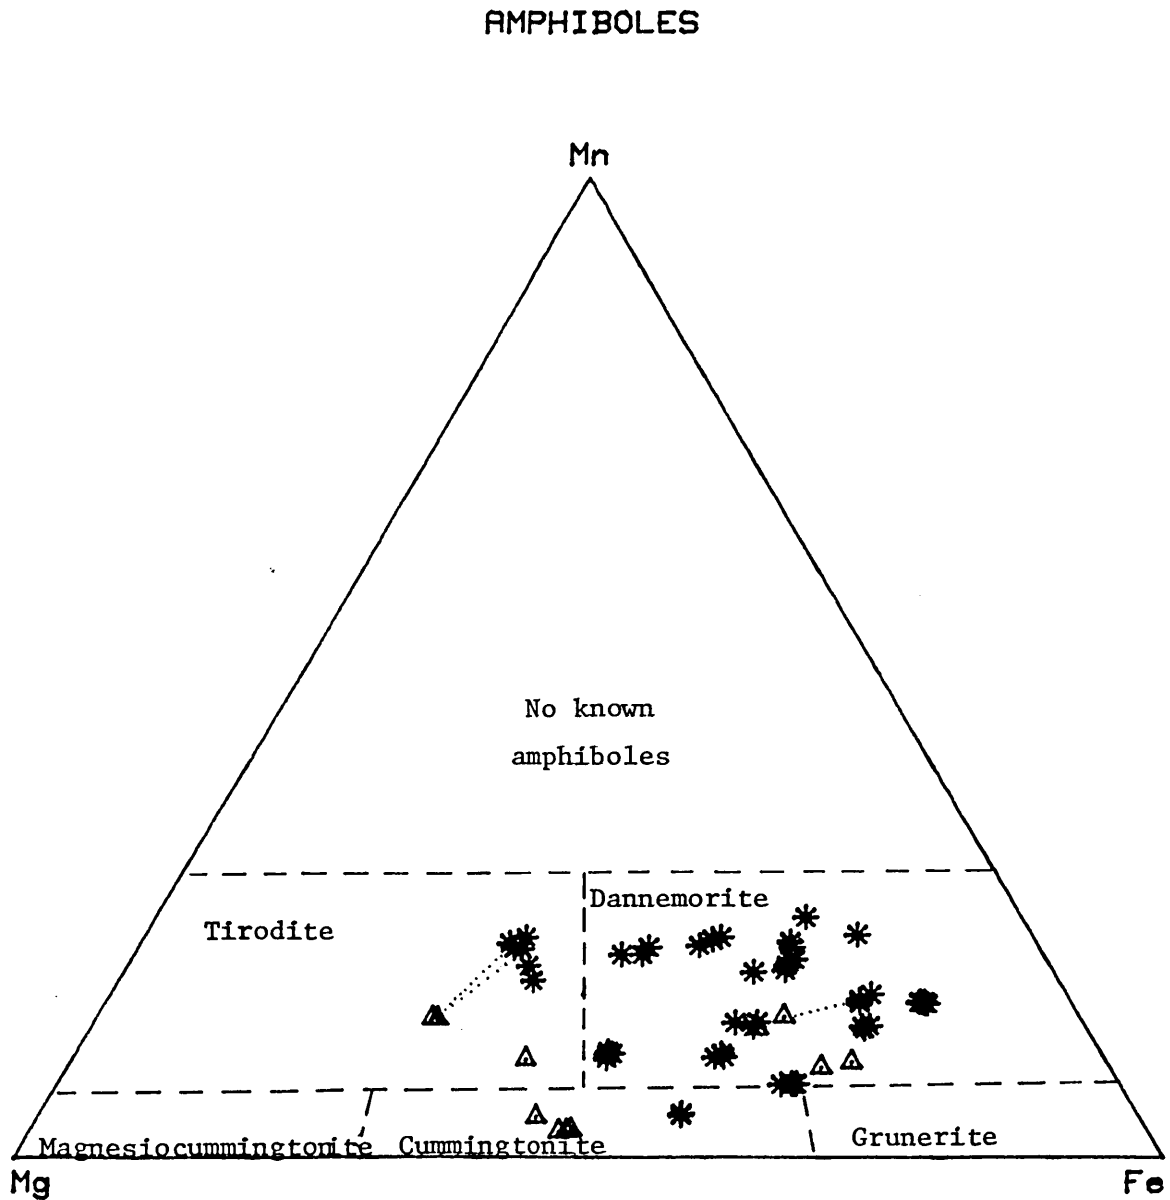 AMPHIBOLES
Mn
No known
amphiboles
Dannemorite
Tirodite
Magnesiocummingtonite
Cummingtonite
Grunerite
Mg
Fe